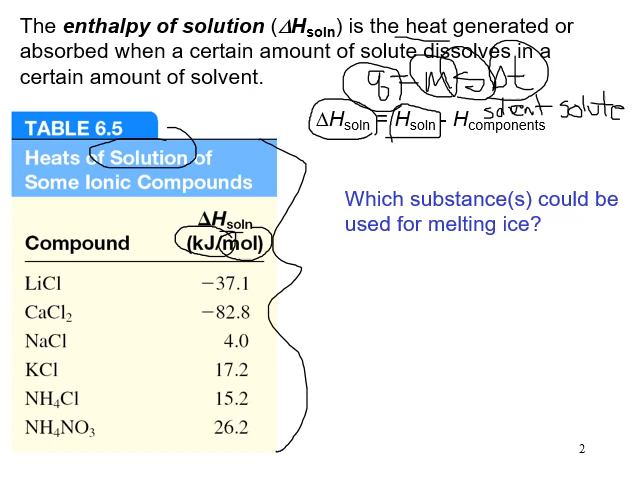 The enthalpy of solution (ΔHsoln) is the heat generated or
absorbed when a certain amount of solute dissolves in a
certain amount of solvent.
q = m s Δt
solvent solute
ΔHsoln = Hsoln - Hcomponents
TABLE 6.5
Heats of Solution of
Some Ionic Compounds
Which substance(s) could be
used for melting ice?
ΔHsoln
Compound (kJ/mol)
LiCl −37.1
CaCl₂ −82.8
NaCl 4.0
KCl 17.2
NH₄Cl 15.2
NH₄NO₃ 26.2
2